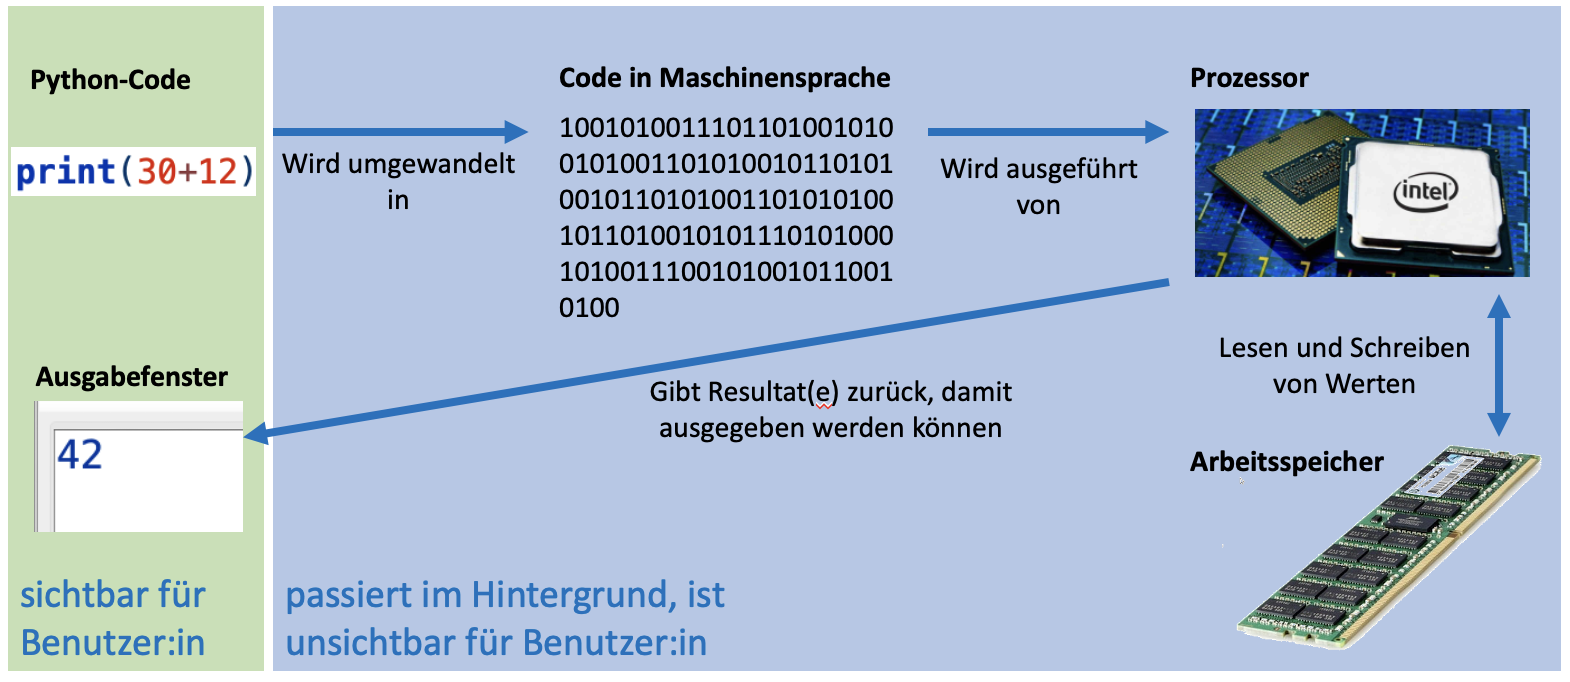 Python-Code
print(30+12)
Wird umgewandelt
in
Code in Maschinensprache
1001010011101101001010
0101001101010010110101
0010110101001101010100
1011010010101110101000
1010011100101001011001
0100
Wird ausgeführt
von
Prozessor
intel
Lesen und Schreiben
von Werten
Arbeitsspeicher
Gibt Resultat(e) zurück, damit
ausgegeben werden können
Ausgabefenster
42
sichtbar für
Benutzer:in
passiert im Hintergrund, ist
unsichtbar für Benutzer:in